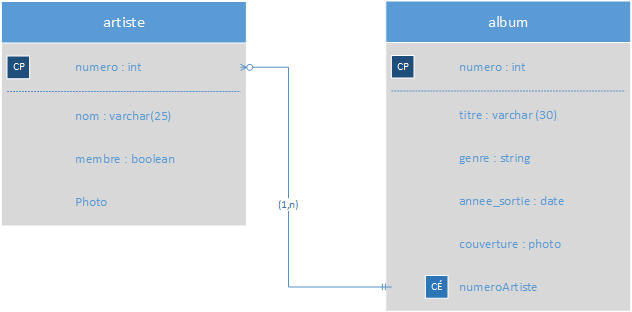 artiste
CP numero : int
nom : varchar(25)
membre : boolean
Photo
(1,n)
album
CP numero : int
titre : varchar (30)
genre : string
annee_sortie : date
couverture : photo
CÉ numeroArtiste